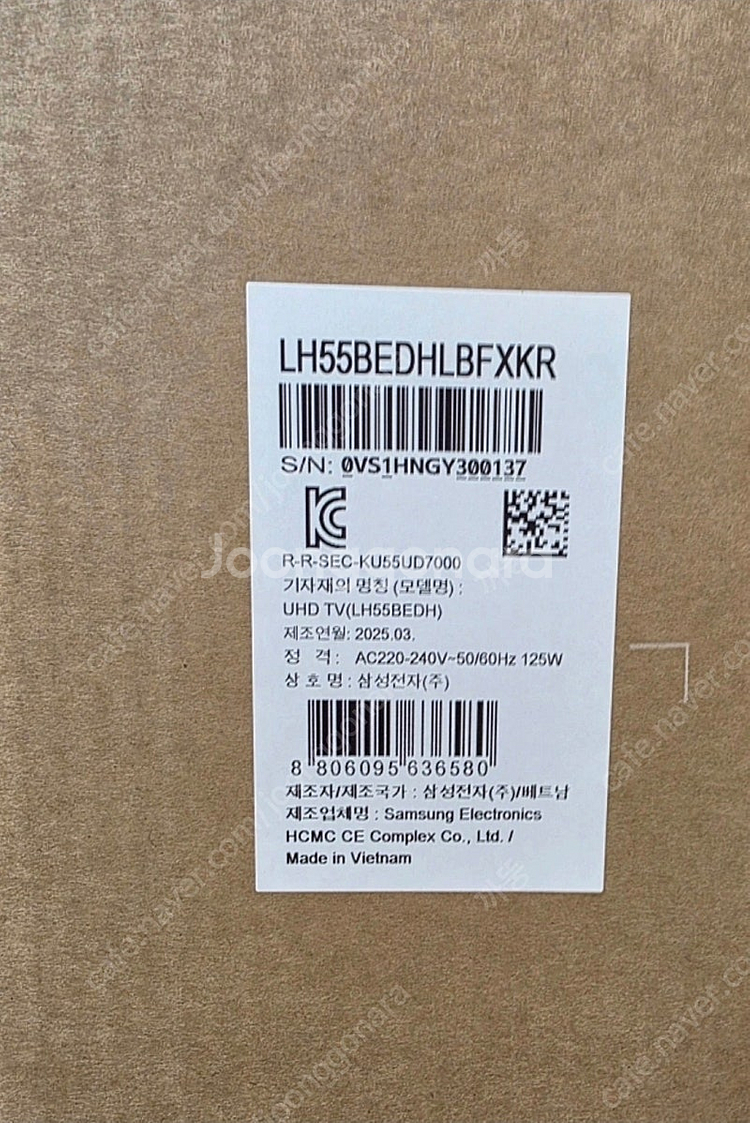 LH55BEDHLBFXKR
S/N: 0VS1HNGY300137
R-R-SEC-KU55UD7000
Joonggonara
기자재의 명칭 (모델명) :
UHD TV(LH55BEDH)
제조연월: 2025.03.
정 격 : AC220-240V~50/60Hz 125W
상 호 명 : 삼성전자(주)
8 806095 636580
제조자/제조국가 : 삼성전자(주)/베트남
제조업체명 : Samsung Electronics
HCMC CE Complex Co., Ltd. /
Made in Vietnam